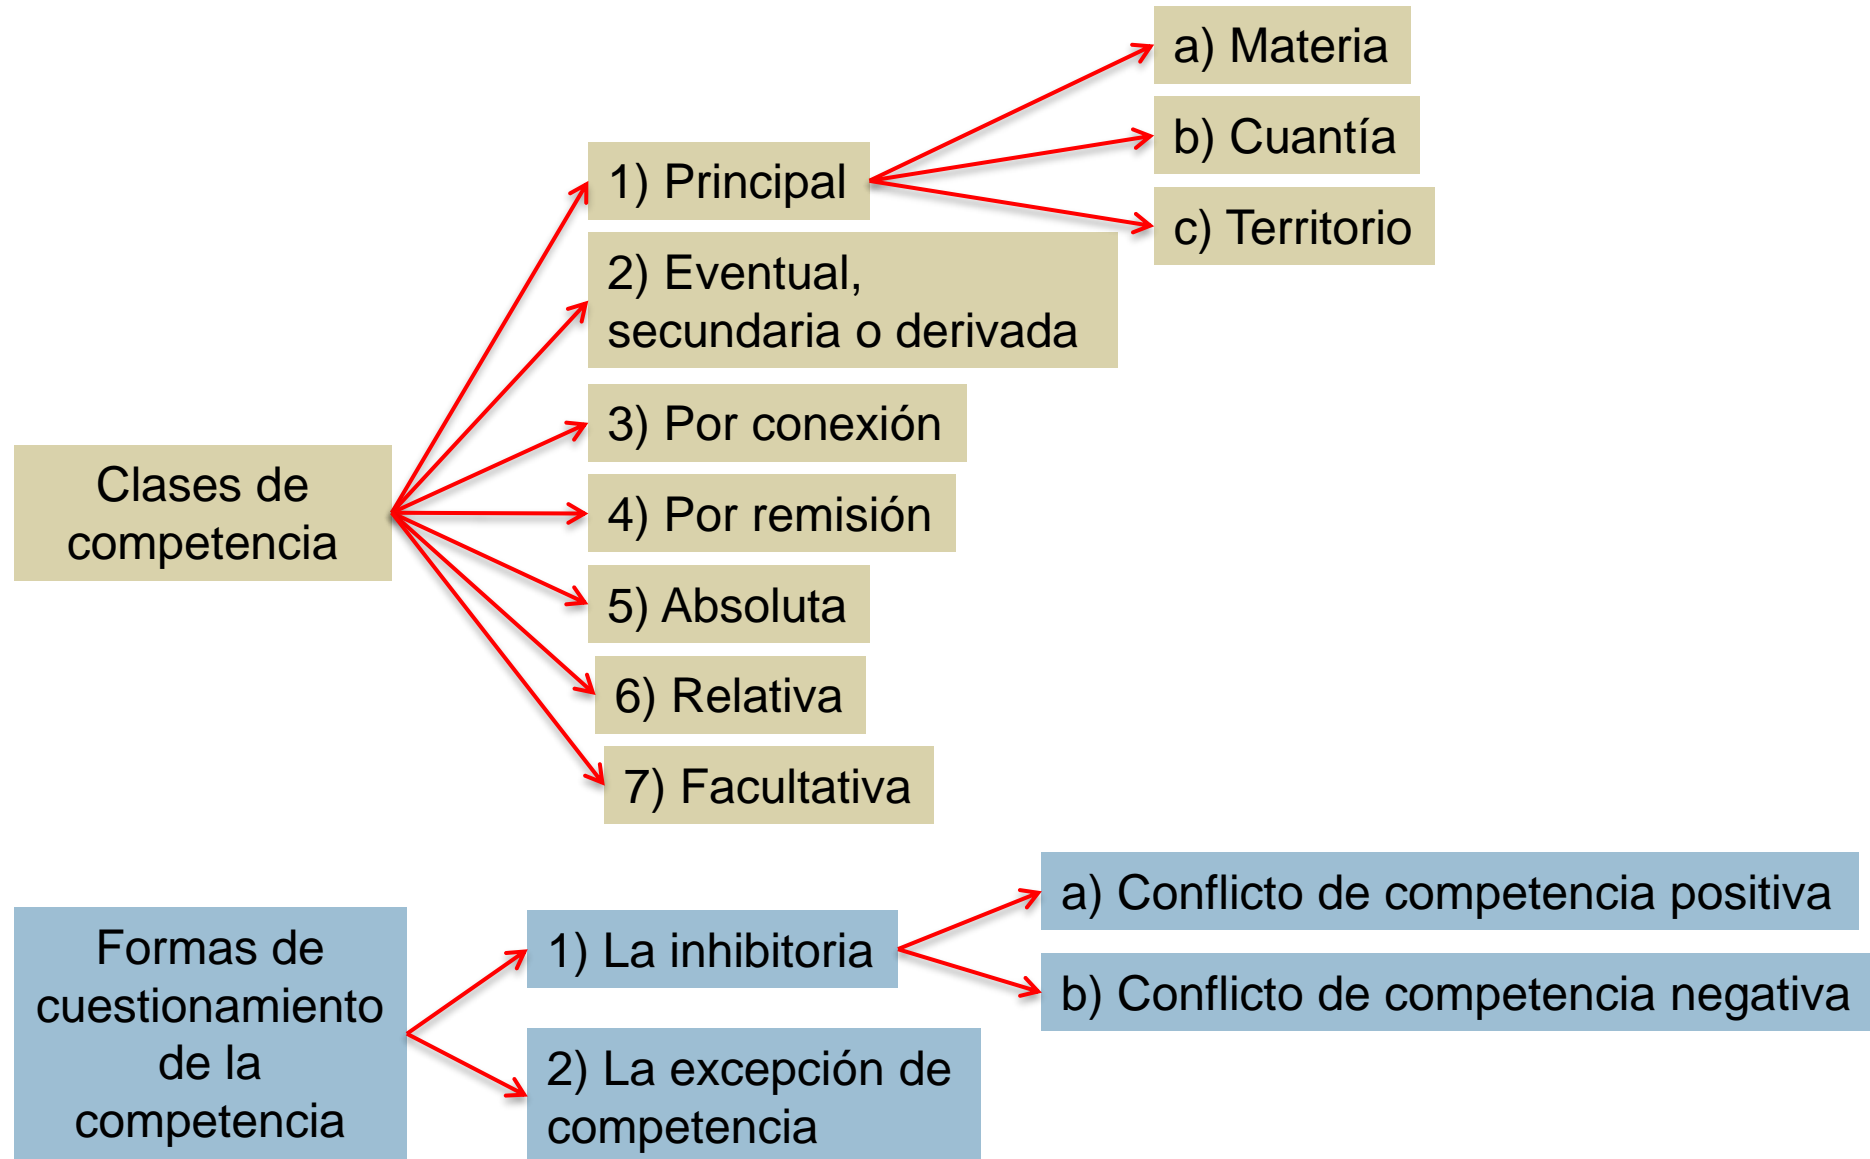 Clases de
competencia
1) Principal
a) Materia
b) Cuantía
c) Territorio
2) Eventual,
secundaria o derivada
3) Por conexión
4) Por remisión
5) Absoluta
6) Relativa
7) Facultativa
Formas de
cuestionamiento
de la
competencia
1) La inhibitoria
a) Conflicto de competencia positiva
b) Conflicto de competencia negativa
2) La excepción de
competencia